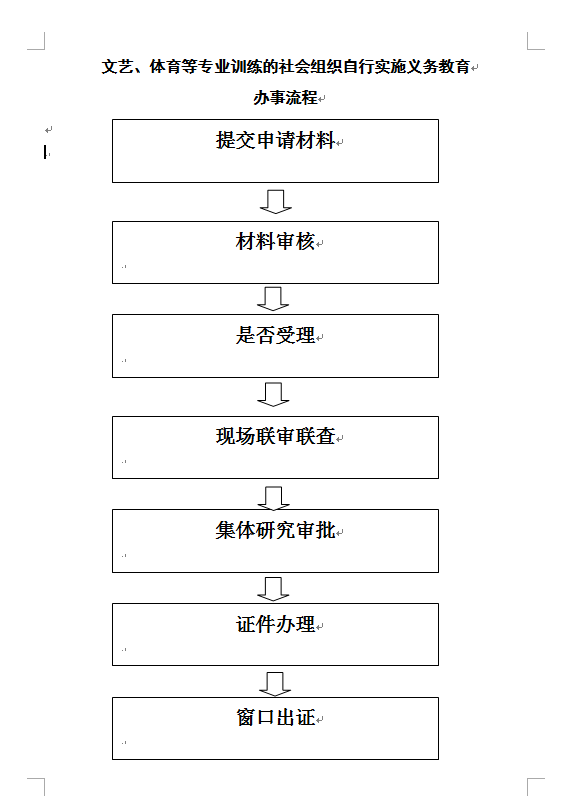 文艺、体育等专业训练的社会组织自行实施义务教育
办事流程
提交申请材料
材料审核
是否受理
现场联审联查
集体研究审批
证件办理
窗口出证